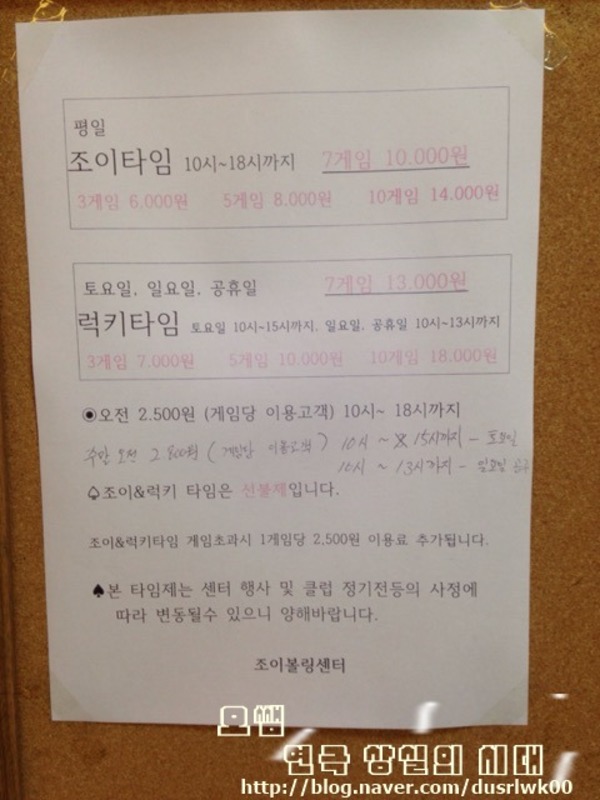 평일
조이타임 10시~18시까지 7게임 10.000원
3게임 6.000원 5게임 8.000원 10게임 14.000원
토요일, 일요일, 공휴일 7게임 13.000원
럭키타임 토요일 10시~15시까지, 일요일, 공휴일 10시~13시까지
3게임 7.000원 5게임 10.000원 10게임 18.000원
◉오전 2.500원 (게임당 이용고객) 10시~ 18시까지
주말 오전 2.800원 (게임당 이용고객) 10시 ~ 15시까지 - 토요일
10시 ~ 13시까지 - 일요일 공휴
♤조이&럭키 타임은 선불제입니다.
조이&럭키타임 게임초과시 1게임당 2,500원 이용료 추가됩니다.
♠본 타임제는 센터 행사 및 클럽 정기전등의 사정에
따라 변동될수 있으니 양해바랍니다.
조이볼링센터
모쌤
연극 상실의 시대
http://blog.naver.com/dusrlwk00